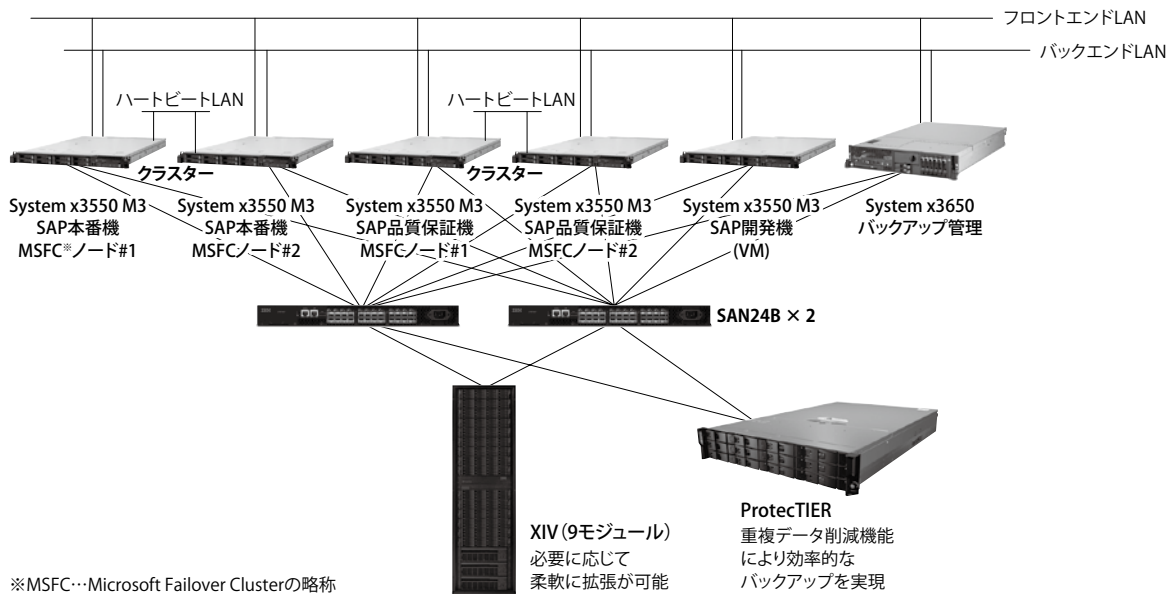 フロントエンドLAN
バックエンドLAN
ハートビートLAN
ハートビートLAN
クラスター
クラスター
System x3550 M3
SAP本番機
MSFC※ノード#1
System x3550 M3
SAP本番機
MSFCノード#2
System x3550 M3
SAP品質保証機
MSFCノード#1
System x3550 M3
SAP品質保証機
MSFCノード#2
System x3550 M3
SAP開発機
(VM)
System x3650
バックアップ管理
SAN24B × 2
XIV(9モジュール)
必要に応じて
柔軟に拡張が可能
ProtecTIER
重複データ削減機能
により効率的な
バックアップを実現
※MSFC…Microsoft Failover Clusterの略称